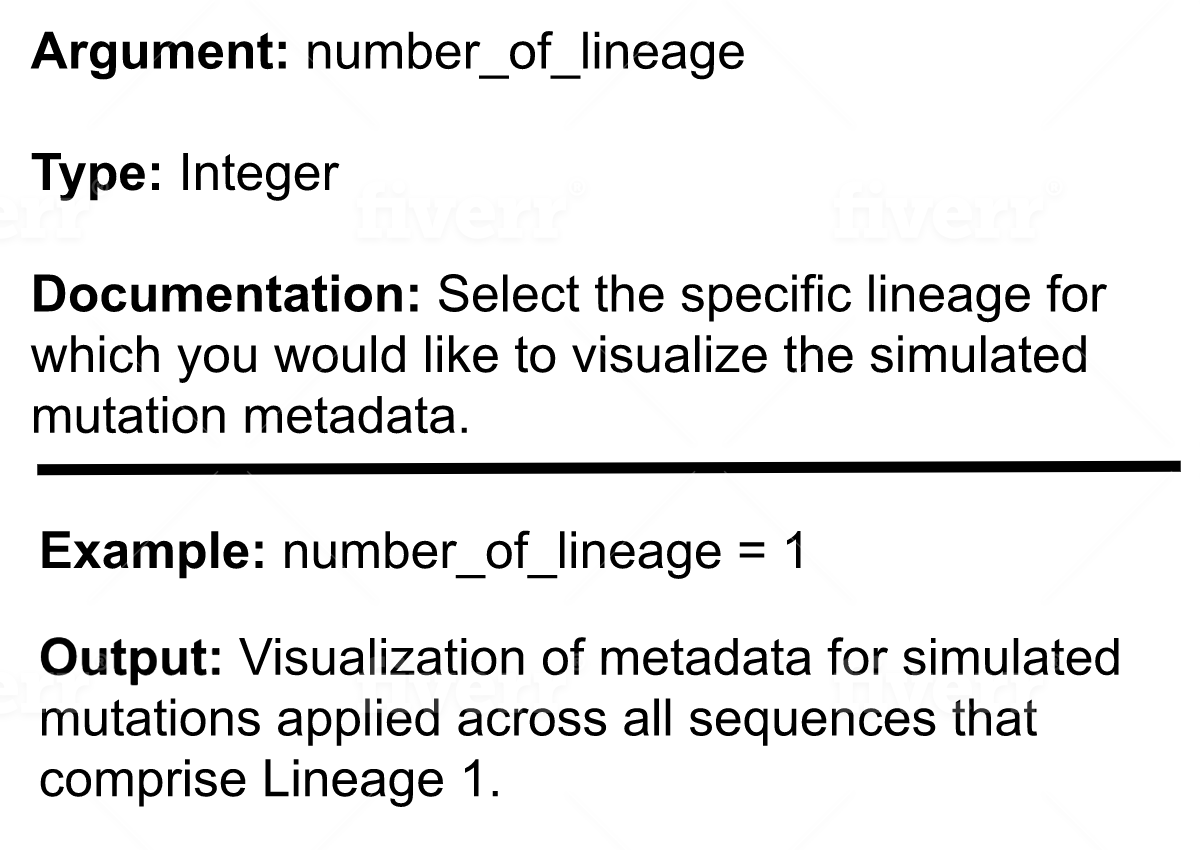 Argument: number_of_lineage
Type: Integer
fiverr®
fiverr®
Documentation: Select the specific lineage for
which you would like to visualize the simulated
mutation metadata.
Example: number_of_lineage = 1
Output: Visualization of metadata for simulated
mutations applied across all sequences that
comprise Lineage 1.